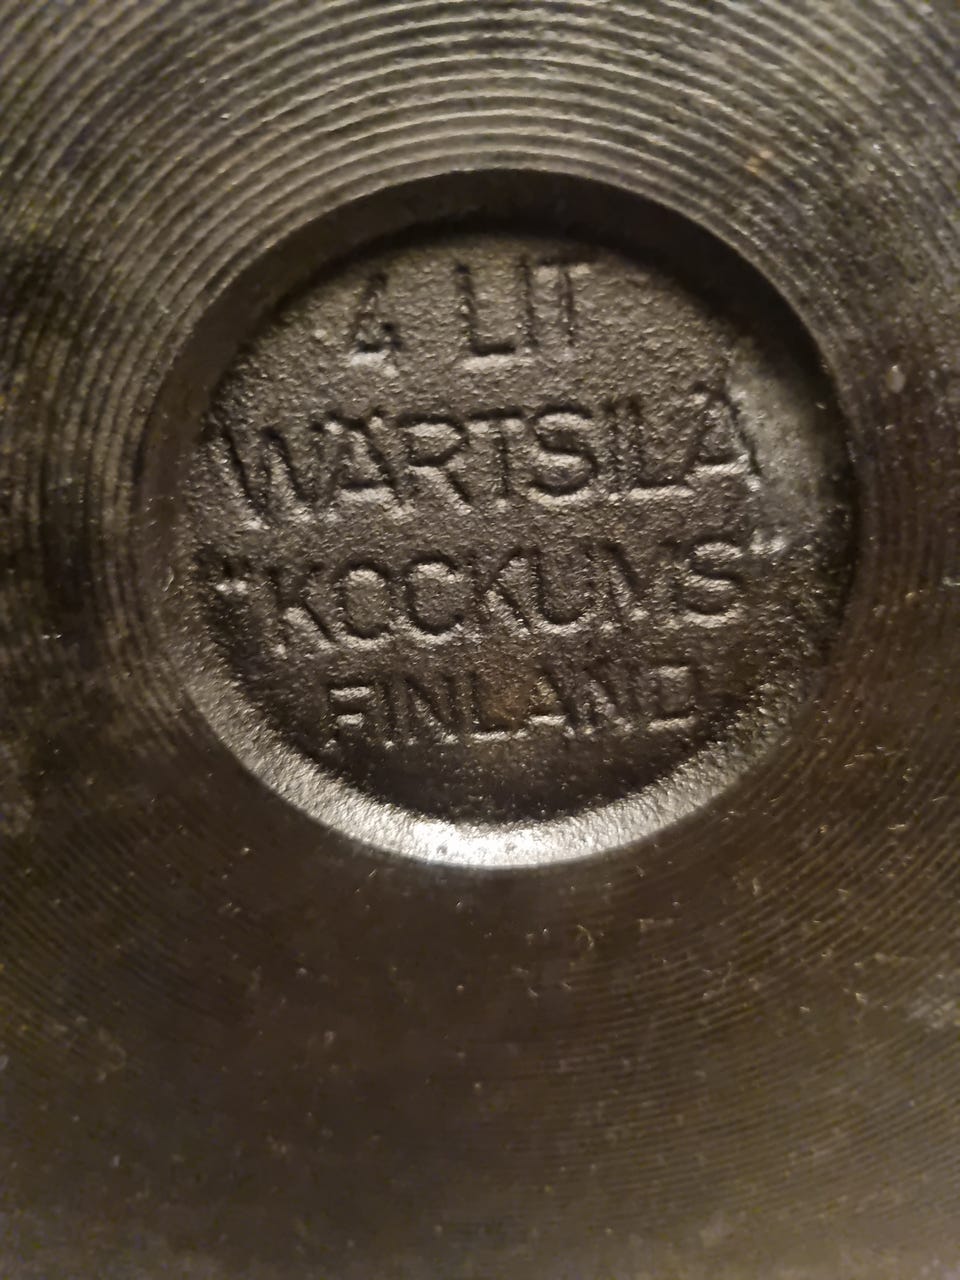 4 LIT
WÄRTSILÄ
"KOCKUMS"
FINLAND